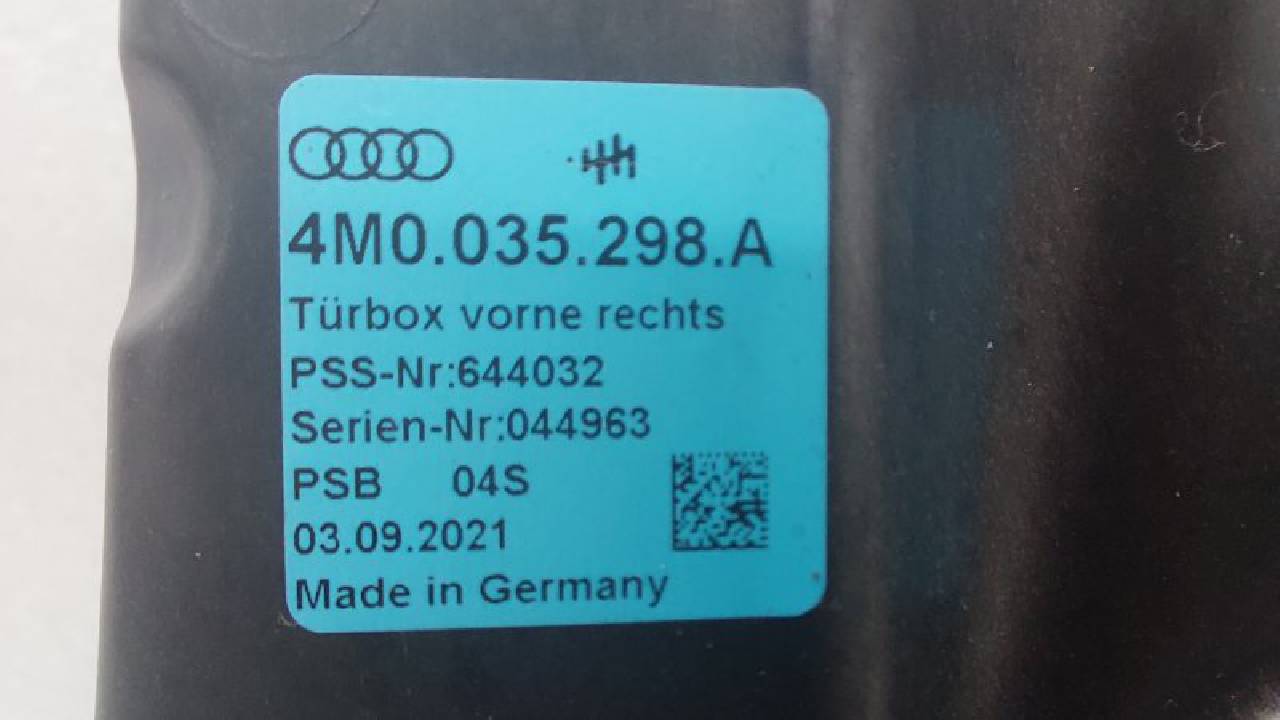 4M0.035.298.A
Türbox vorne rechts
PSS-Nr:644032
Serien-Nr:044963
PSB 04S
03.09.2021
Made in Germany